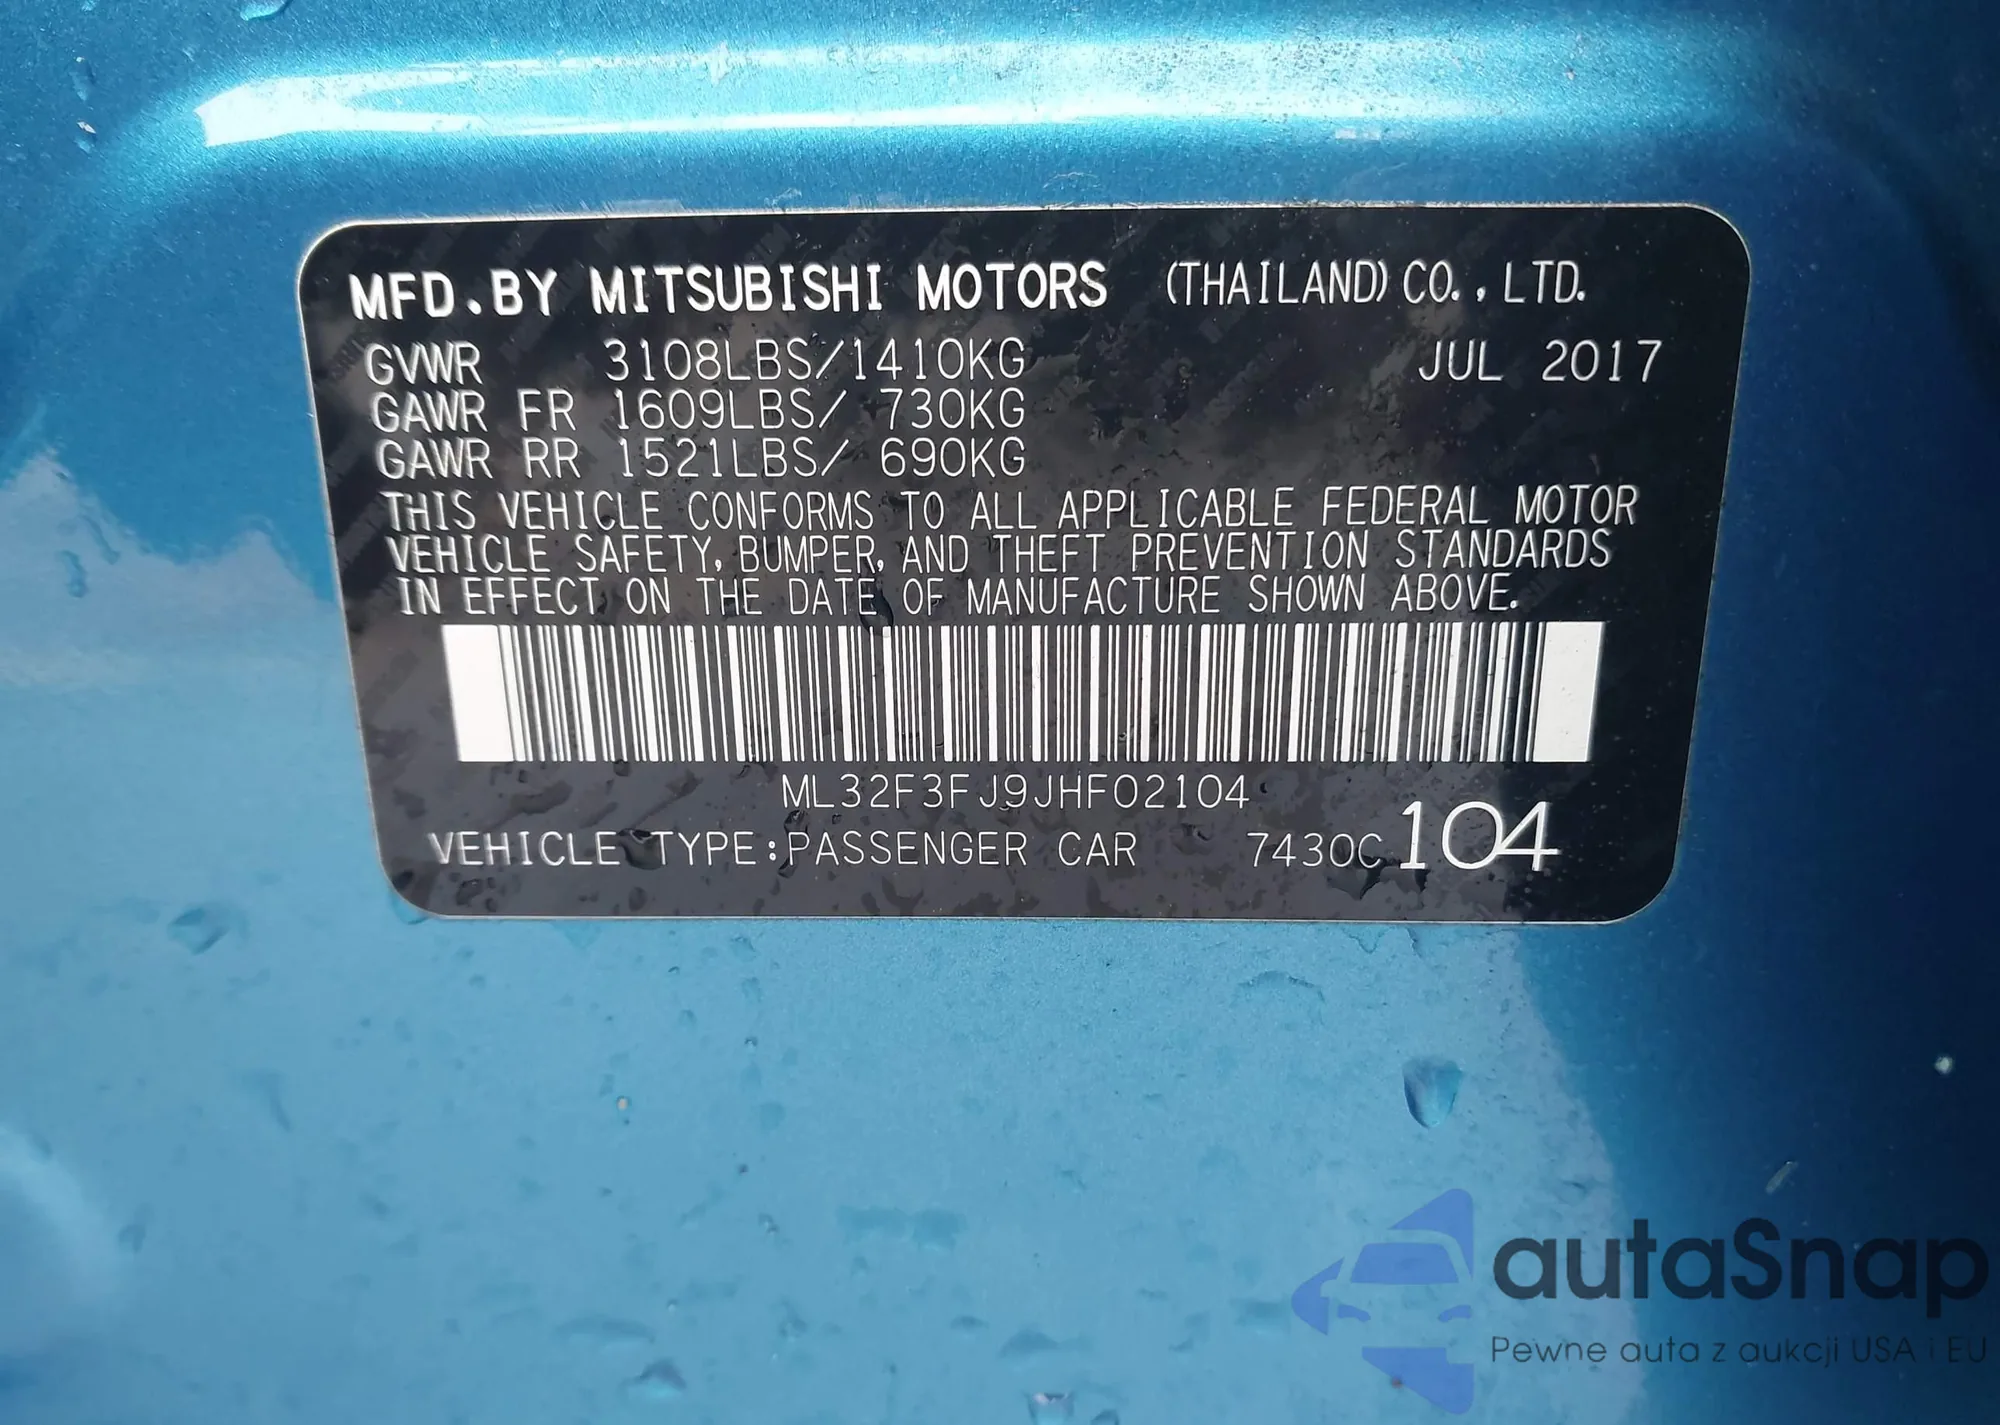 MFD.BY MITSUBISHI MOTORS (THAILAND) CO., LTD.
GVWR 3108LBS/1410KG JUL 2017
GAWR FR 1609LBS/ 730KG
GAWR RR 1521LBS/ 690KG
THIS VEHICLE CONFORMS TO ALL APPLICABLE FEDERAL MOTOR
VEHICLE SAFETY, BUMPER, AND THEFT PREVENTION STANDARDS
IN EFFECT ON THE DATE OF MANUFACTURE SHOWN ABOVE.
ML32F3FJ9JHF02104
VEHICLE TYPE:PASSENGER CAR 7430C 104
autaSnap
Pewne auta z aukcji USA i EU